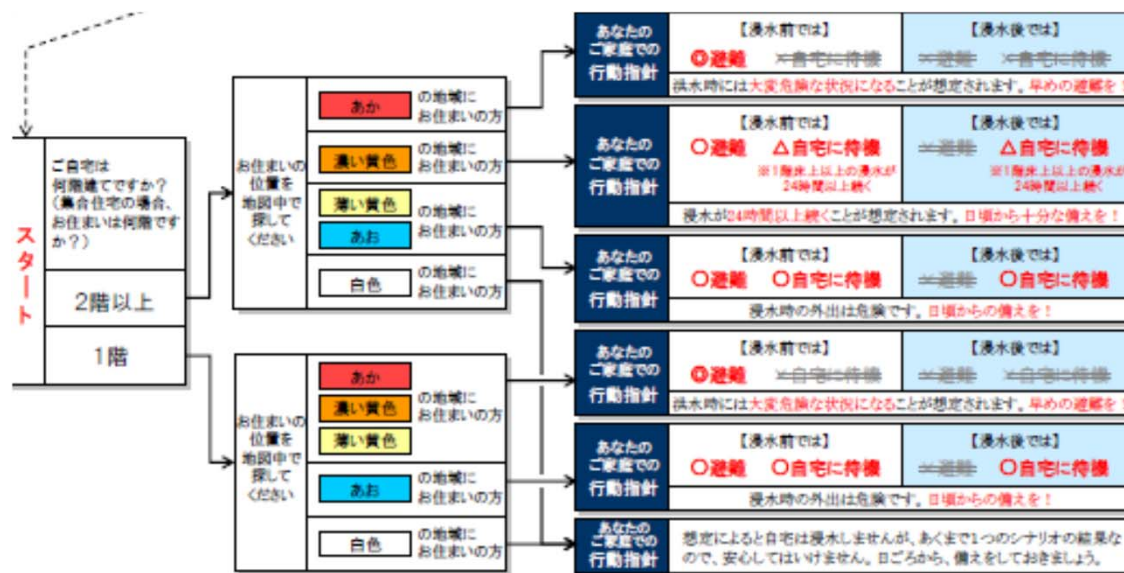 スタート
ご自宅は
何階建てですか？
（集合住宅の場合、
お住まいは何階です
か？）
2階以上
1階
お住まいの
位置を
地図中で
探して
ください
あか
の地域に
お住まいの方
濃い黄色
の地域に
お住まいの方
薄い黄色
あお
の地域に
お住まいの方
白色
の地域に
お住まいの方
お住まいの
位置を
地図中で
探して
ください
あか
濃い黄色
薄い黄色
の地域に
お住まいの方
あお
の地域に
お住まいの方
白色
の地域に
お住まいの方
あなたの
ご家庭での
行動指針
【浸水前では】
◎避難 ×自宅に待機
【浸水後では】
×避難 ×自宅に待機
洪水時には大変危険な状況になることが想定されます。早めの避難を！
あなたの
ご家庭での
行動指針
【浸水前では】
○避難 △自宅に待機
※1階床上以上の浸水が
24時間以上続く
【浸水後では】
×避難 △自宅に待機
※1階床上以上の浸水が
24時間以上続く
浸水が24時間以上続くことが想定されます。日頃から十分な備えを！
あなたの
ご家庭での
行動指針
【浸水前では】
○避難 ○自宅に待機
【浸水後では】
×避難 ○自宅に待機
浸水時の外出は危険です。日頃からの備えを！
あなたの
ご家庭での
行動指針
【浸水前では】
◎避難 ×自宅に待機
【浸水後では】
×避難 ×自宅に待機
洪水時には大変危険な状況になることが想定されます。早めの避難を！
あなたの
ご家庭での
行動指針
【浸水前では】
○避難 ○自宅に待機
【浸水後では】
×避難 ○自宅に待機
浸水時の外出は危険です。日頃からの備えを！
あなたの
ご家庭での
行動指針
想定によると自宅は浸水しませんが、あくまで1つのシナリオの結果な
ので、安心してはいけません。日ごろから、備えをしておきましょう。